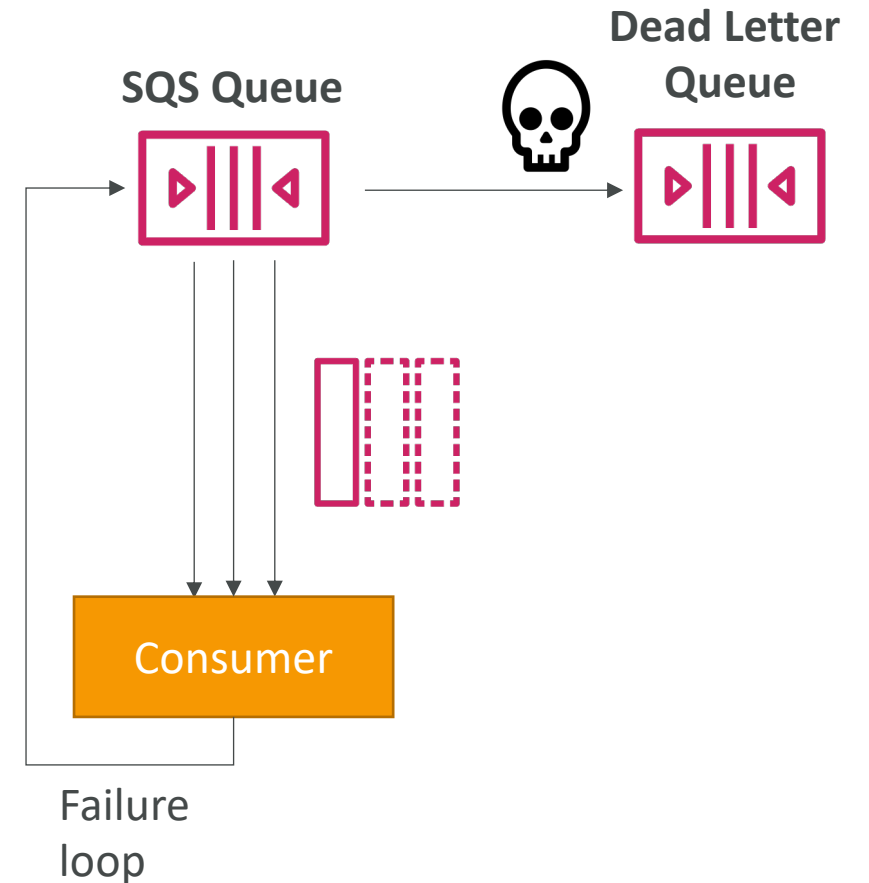 Dead Letter
Queue
SQS Queue
Consumer
Failure
loop